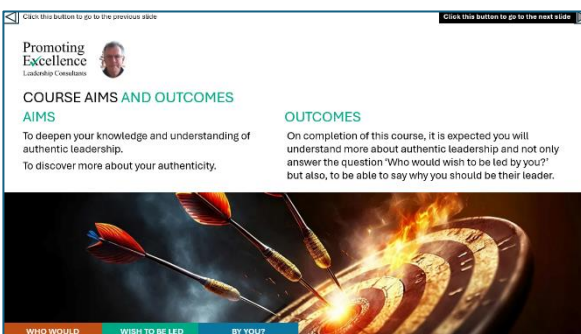 Click this button to go to the previous slide
Click this button to go to the next slide
Promoting
Excellence
Leadership Consultants
COURSE AIMS AND OUTCOMES
AIMS
To deepen your knowledge and understanding of
authentic leadership.
To discover more about your authenticity.
OUTCOMES
On completion of this course, it is expected you will
understand more about authentic leadership and not only
answer the question ‘Who would wish to be led by you?’
but also, to be able to say why you should be their leader.
WHO WOULD WISH TO BE LED BY YOU?